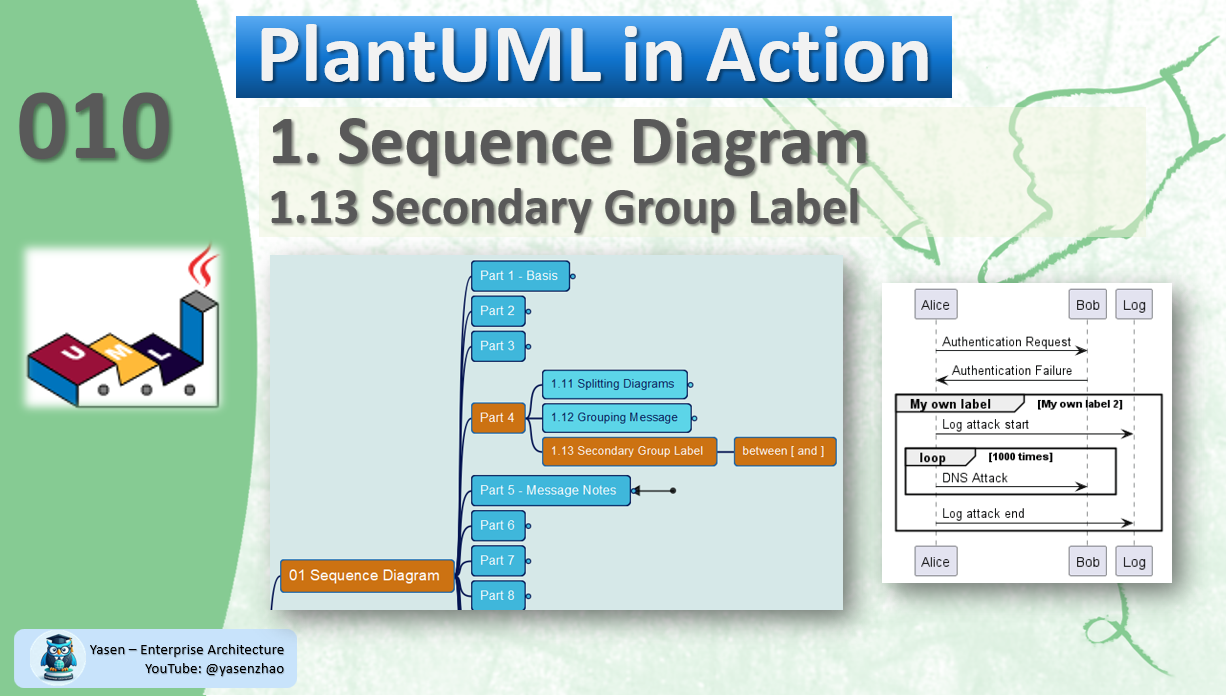 PlantUML in Action
010
1. Sequence Diagram
1.13 Secondary Group Label
UML
Part 1 - Basis
Part 2
Part 3
Part 4
1.11 Splitting Diagrams
1.12 Grouping Message
1.13 Secondary Group Label
between [ and ]
Part 5 - Message Notes
Part 6
Part 7
01 Sequence Diagram
Part 8
Alice
Bob
Log
Authentication Request
Authentication Failure
My own label
[My own label 2]
Log attack start
loop
[1000 times]
DNS Attack
Log attack end
Alice
Bob
Log
Yasen – Enterprise Architecture
YouTube: @yasenzhao